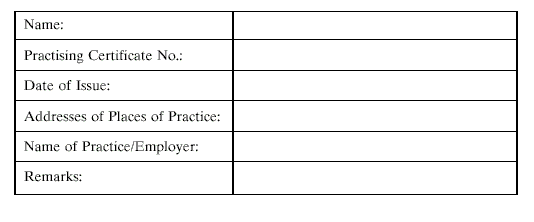 Name:
Practising Certificate No.:
Date of Issue:
Addresses of Places of Practice:
Name of Practice/Employer:
Remarks: